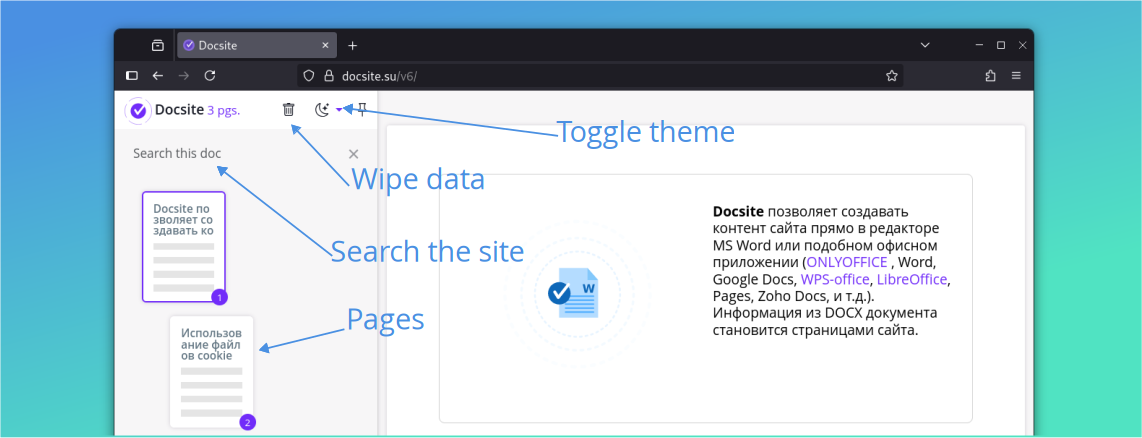 Docsite
docsite.su/v6/
Docsite 3 pgs.
Toggle theme
Search this doc
Wipe data
Docsite по
зволяет со
здавать ко
1
Search the site
Pages
Использов
ание файл
ов cookie
2
W
Docsite позволяет создавать
контент сайта прямо в редакторе
MS Word или подобном офисном
приложении (ONLYOFFICE , Word,
Google Docs, WPS-office, LibreOffice,
Pages, Zoho Docs, и т.д.).
Информация из DOCX документа
становится страницами сайта.